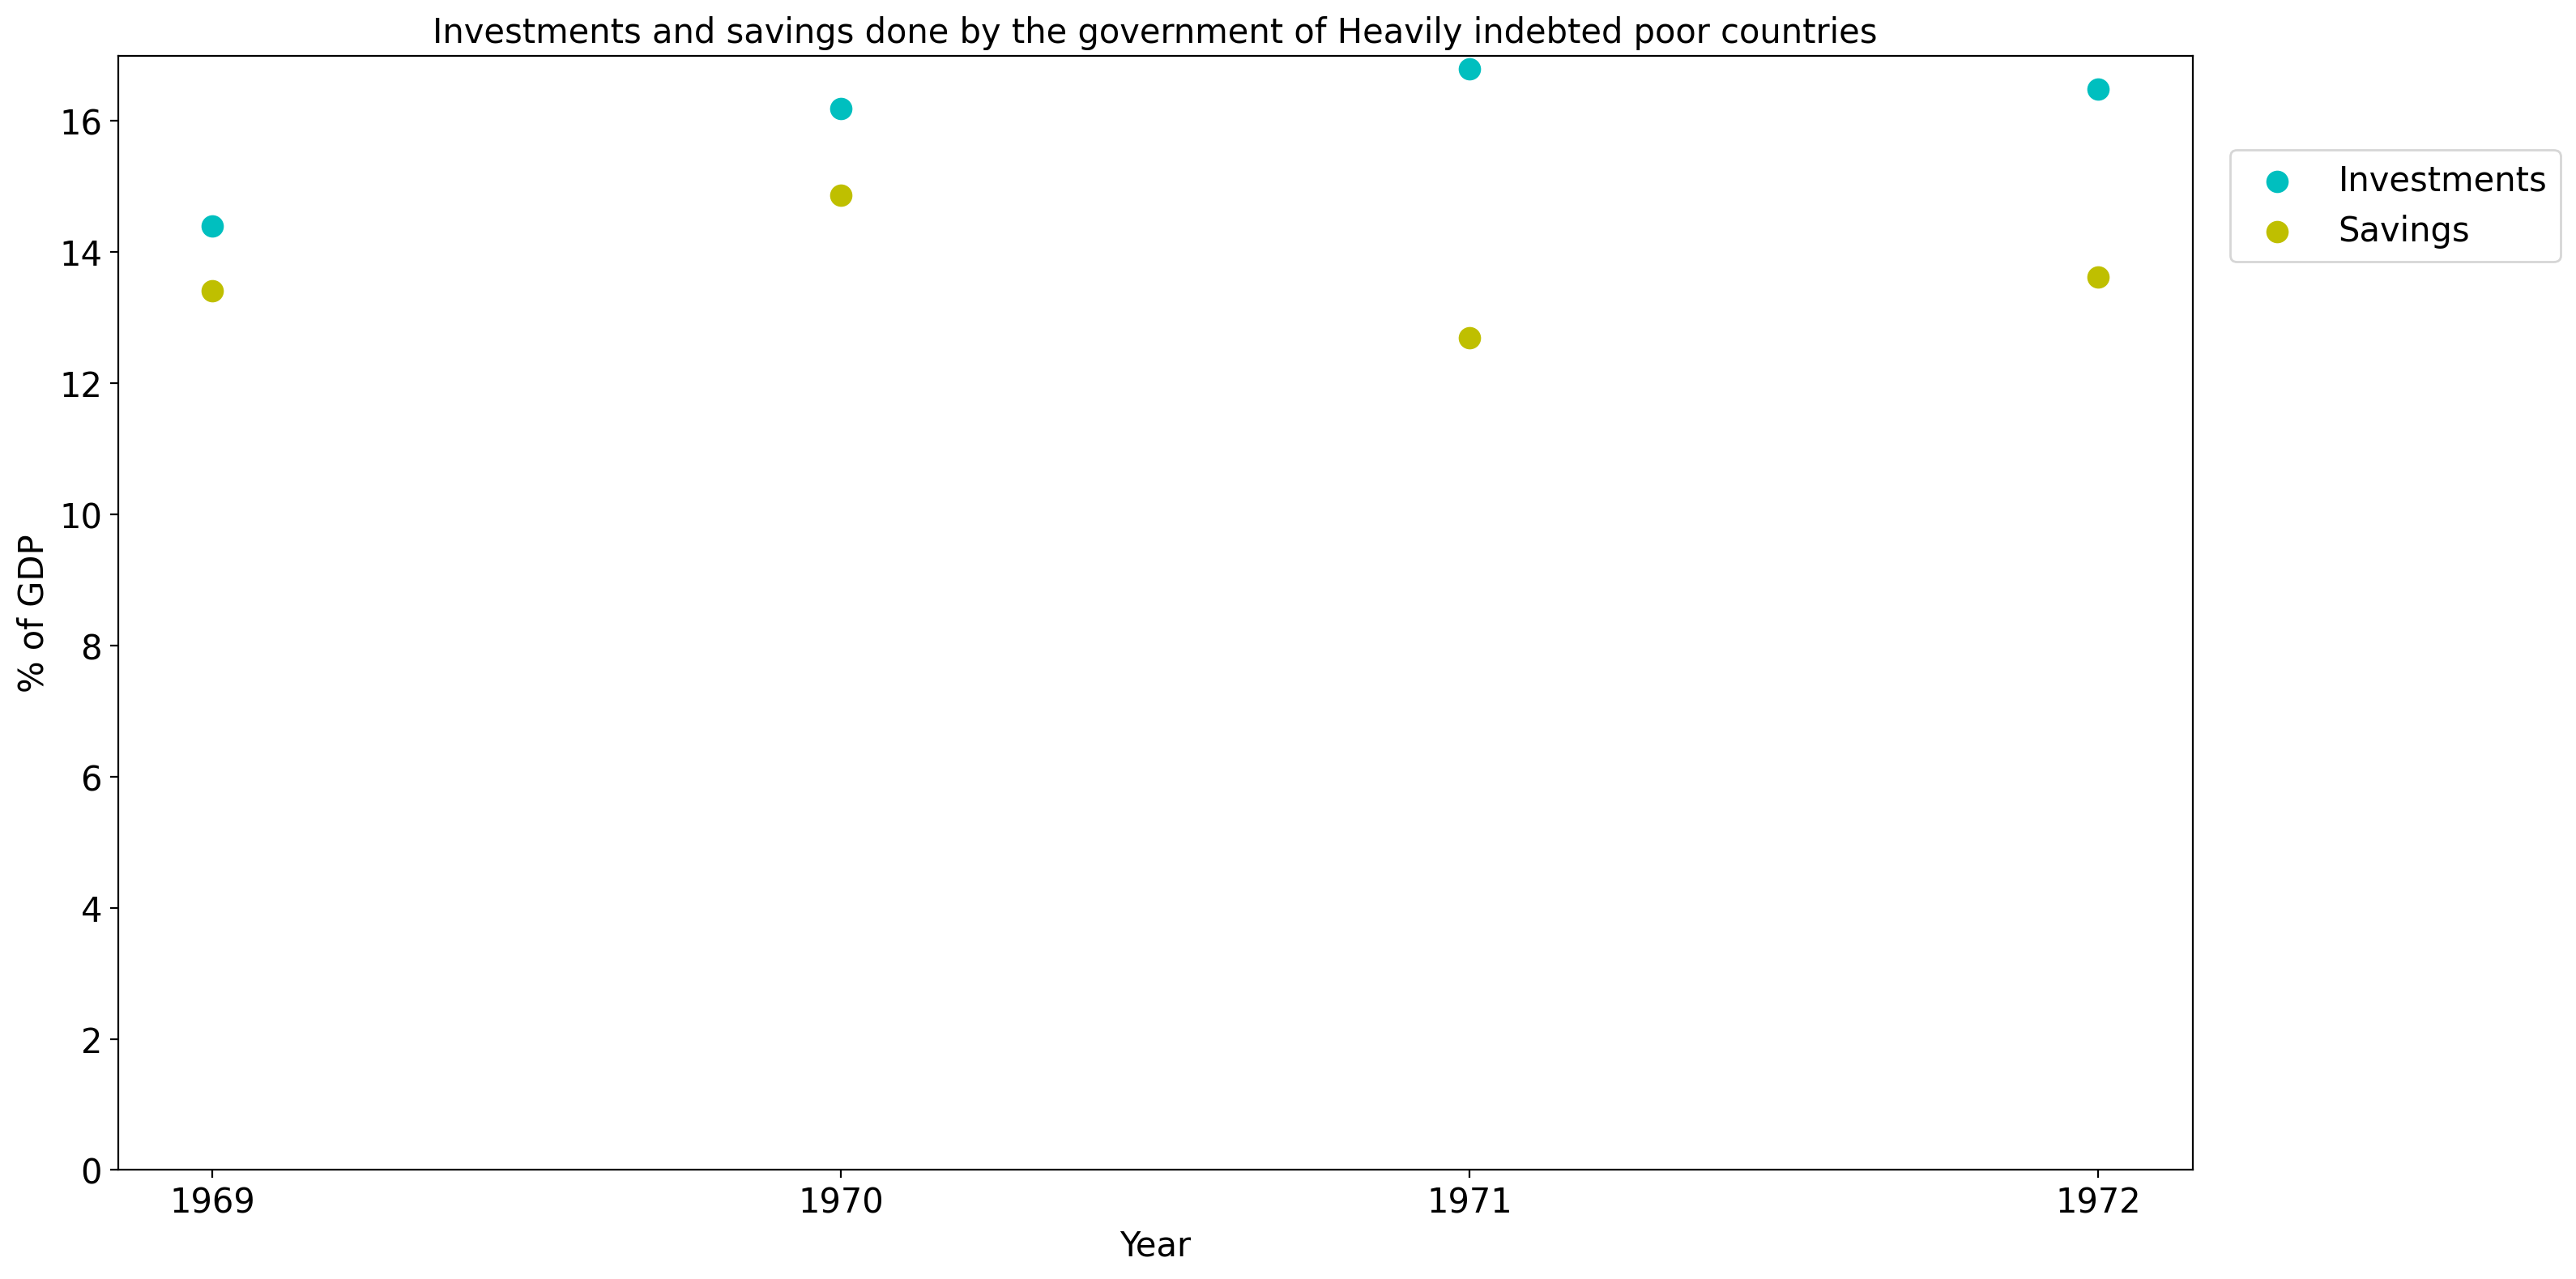 Investments and savings done by the government of Heavily indebted poor countries
16
14
12
10
8
6
4
2
0
% of GDP
1969 1970 1971 1972
Year
Investments
Savings